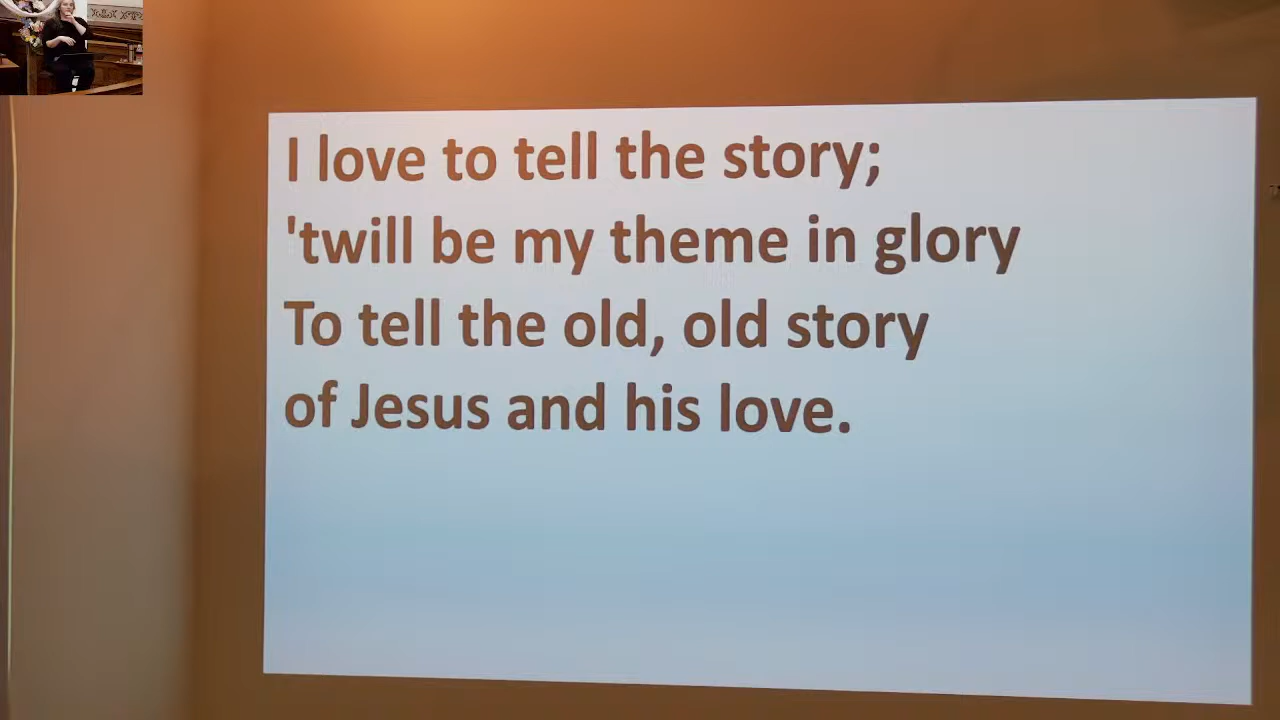 I love to tell the story;
'twill be my theme in glory
To tell the old, old story
of Jesus and his love.